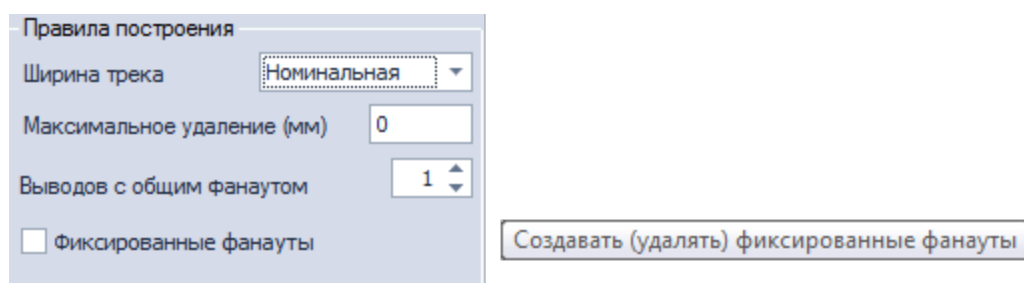 Правила построения
Ширина трека Номинальная
Максимальное удаление (мм) 0
Выводов с общим фанаутом 1
Фиксированные фанауты
Создавать (удалять) фиксированные фанауты